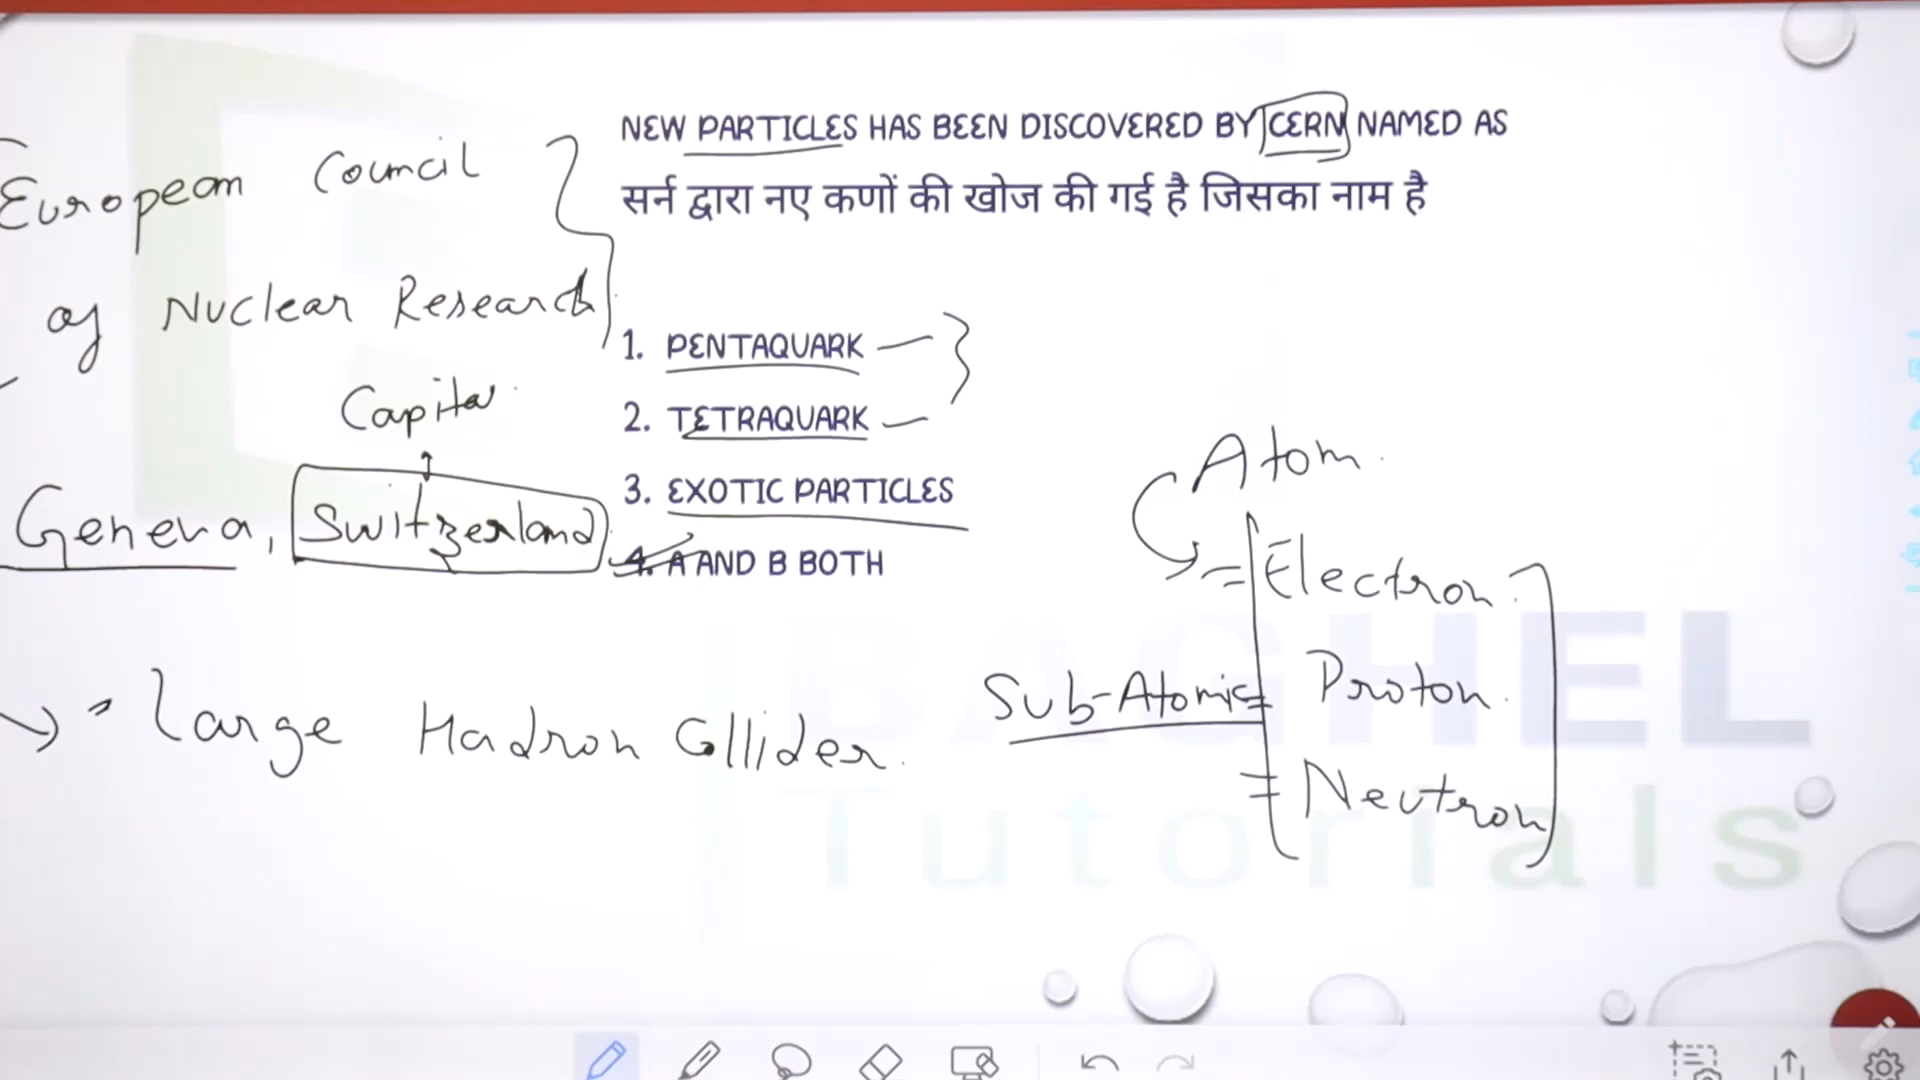 NEW PARTICLES HAS BEEN DISCOVERED BY CERN NAMED AS
सर्न द्वारा नए कणों की खोज की गई है जिसका नाम है
European Council
of Nuclear Research
1. PENTAQUARK
2. TETRAQUARK
3. EXOTIC PARTICLES
4. A AND B BOTH
Capital
Geneva, Switzerland
Large Hadron Collider.
Atom.
= Electron.
Sub-Atomic = Proton.
= Neutron
BAGHEL
Tutorials